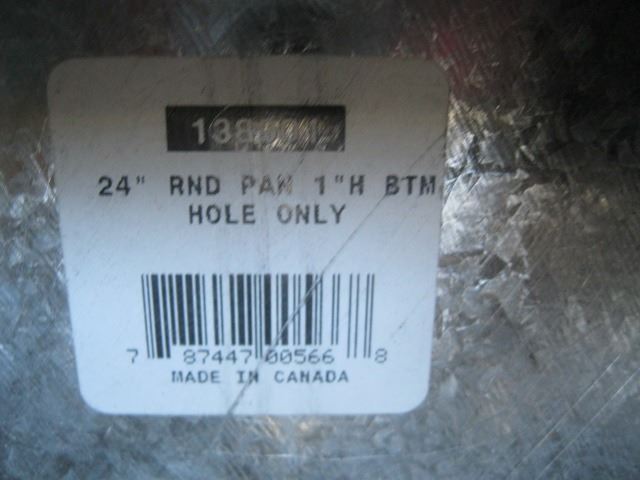 24" RND PAN 1"H BTM
HOLE ONLY
7 87447 00566 8
MADE IN CANADA